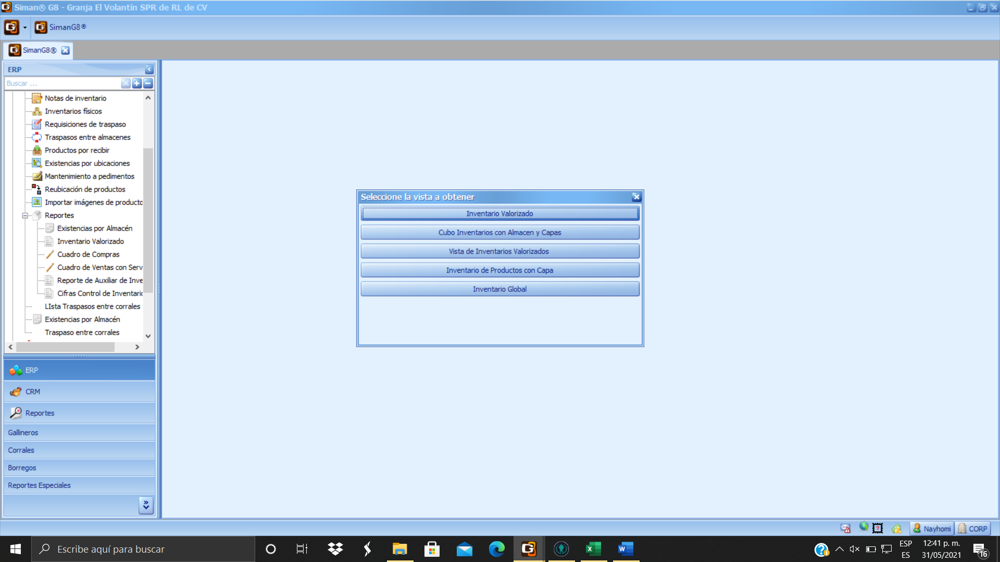 Siman® G8 - Granja El Volantín SPR de RL de CV
SimanG8®
SimanG8®
ERP
Buscar ...
Notas de inventario
Inventarios físicos
Requisiciones de traspaso
Traspasos entre almacenes
Productos por recibir
Existencias por ubicaciones
Mantenimiento a pedimentos
Reubicación de productos
Importar imágenes de producto
Reportes
Existencias por Almacén
Inventario Valorizado
Cuadro de Compras
Cuadro de Ventas con Serv
Reporte de Auxiliar de Inve
Cifras Control de Inventario
LIsta Traspasos entre corrales
Existencias por Almacén
Traspaso entre corrales
ERP
CRM
Reportes
Gallineros
Corrales
Borregos
Reportes Especiales
Seleccione la vista a obtener
Inventario Valorizado
Cubo Inventarios con Almacen y Capas
Vista de Inventarios Valorizados
Inventario de Productos con Capa
Inventario Global
Nayhomi
CORP
Escribe aquí para buscar
ESP
ES
12:41 p. m.
31/05/2021
16